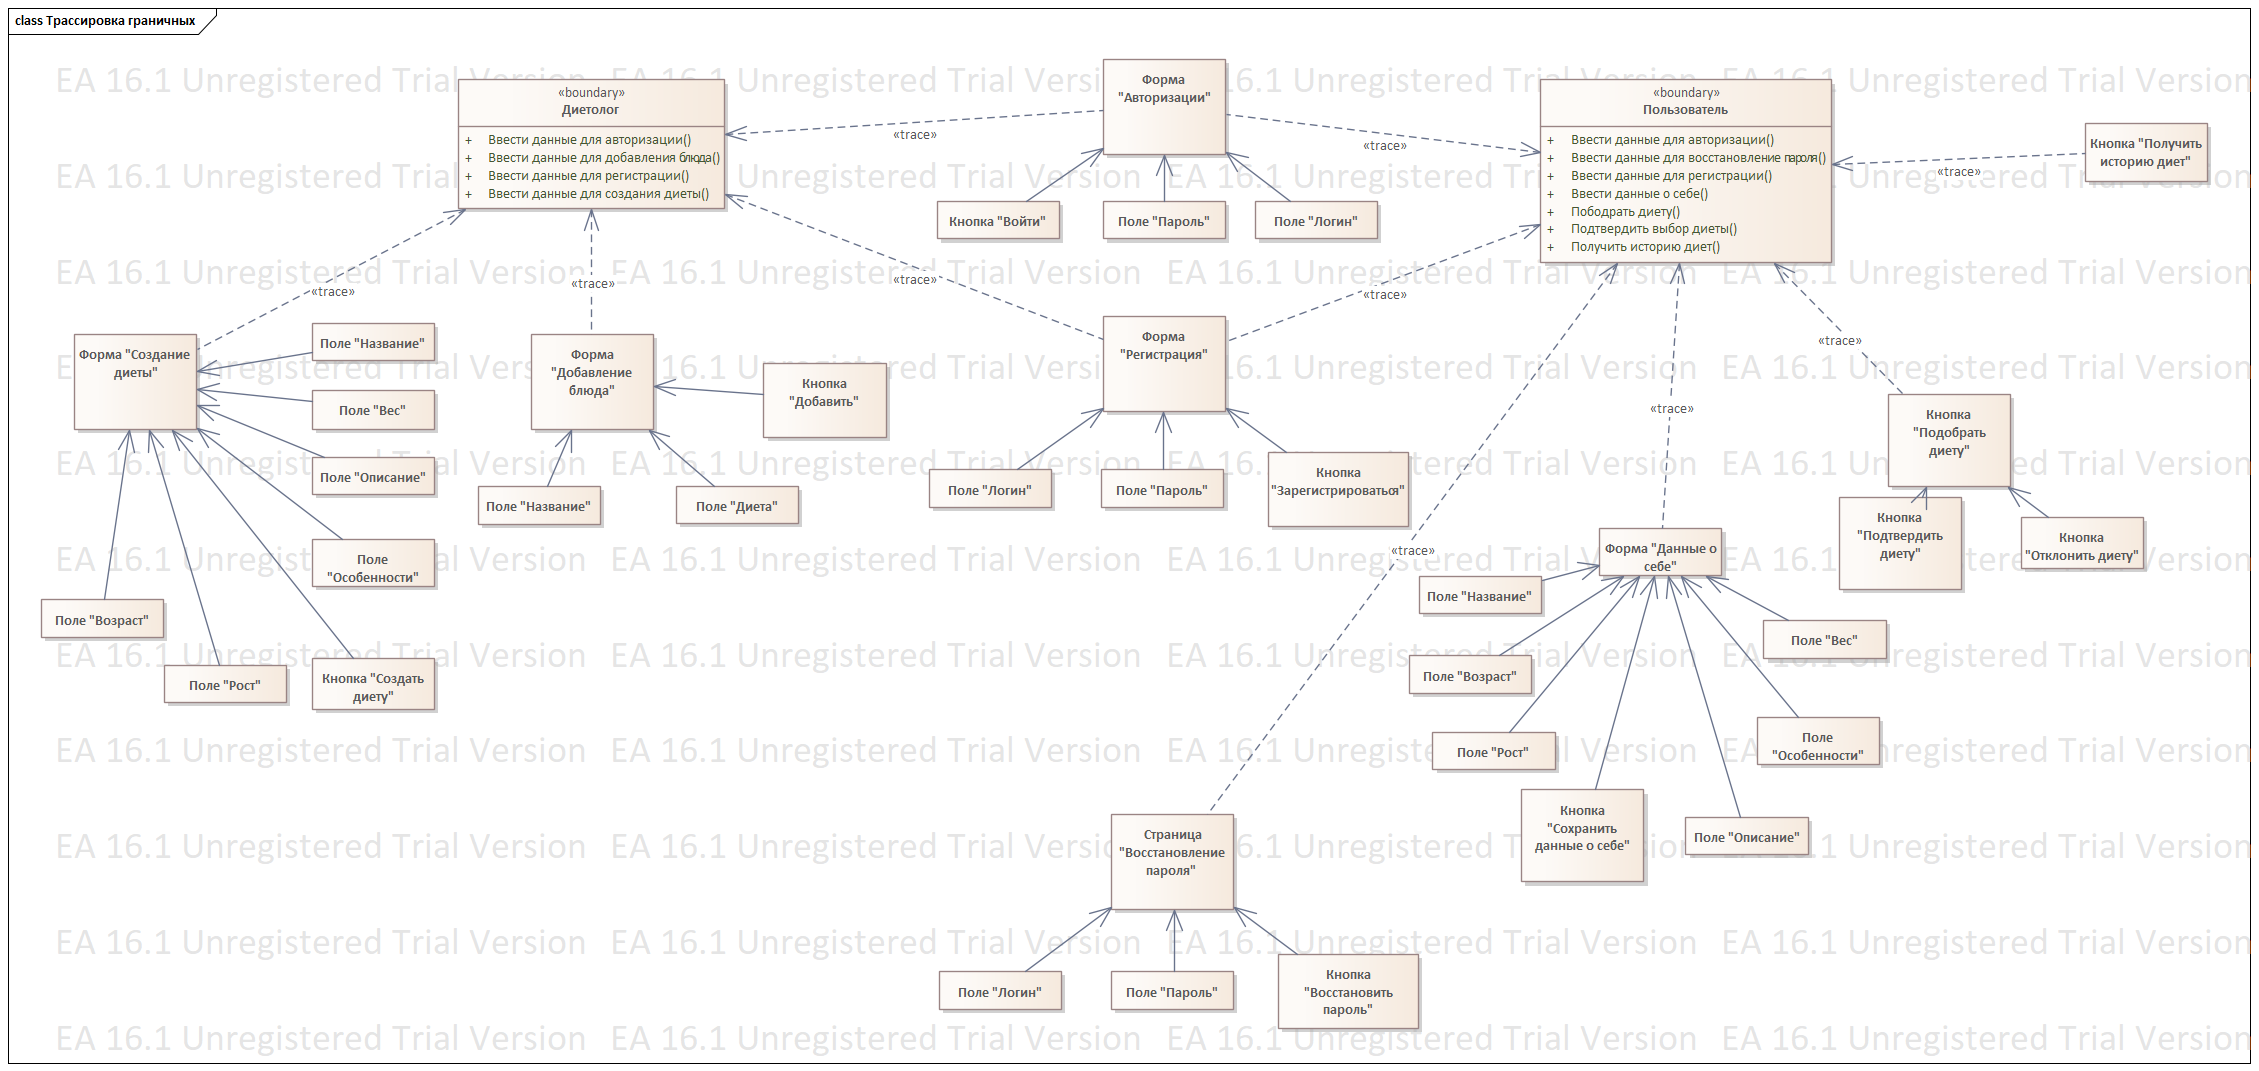 class Трассировка граничных
EA 16.1 Unregistered Trial Version
«boundary»
Диетолог
+ Ввести данные для авторизации()
+ Ввести данные для добавления блюда()
+ Ввести данные для регистрации()
+ Ввести данные для создания диеты()
Форма
"Авторизации"
«boundary»
Пользователь
+ Ввести данные для авторизации()
+ Ввести данные для восстановление пароля()
+ Ввести данные для регистрации()
+ Ввести данные о себе()
+ Пободрать диету()
+ Подтвердить выбор диеты()
+ Получить историю диет()
Кнопка "Получить
историю диет"
«trace»
«trace»
«trace»
Кнопка "Войти"
Поле "Пароль"
Поле "Логин"
«trace»
«trace»
«trace»
«trace»
«trace»
«trace»
«trace»
Форма "Создание
диеты"
Поле "Название"
Поле "Вес"
Поле "Описание"
Поле
"Особенности"
Поле "Возраст"
Поле "Рост"
Кнопка "Создать
диету"
Форма
"Добавление
блюда"
Кнопка
"Добавить"
Поле "Название"
Поле "Диета"
Форма
"Регистрация"
Поле "Логин"
Поле "Пароль"
Кнопка
"Зарегистрироваться"
Кнопка
"Подобрать
диету"
Кнопка
"Подтвердить
диету"
Кнопка
"Отклонить диету"
Форма "Данные о
себе"
Поле "Название"
Поле "Вес"
Поле "Возраст"
Поле "Рост"
Поле
"Особенности"
Кнопка
"Сохранить
данные о себе"
Поле "Описание"
Страница
"Восстановление
пароля"
Поле "Логин"
Поле "Пароль"
Кнопка
"Восстановить
пароль"